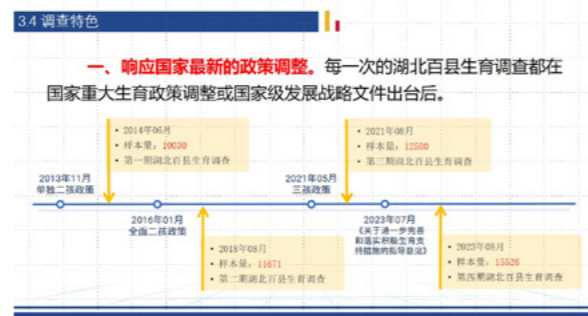 3.4 调查特色
一、响应国家最新的政策调整。每一次的湖北百县生育调查都在
国家重大生育政策调整或国家级发展战略文件出台后。
• 2014年06月
• 样本量：10030
• 第一期湖北百县生育调查
• 2021年08月
• 样本量：12500
• 第三期湖北百县生育调查
2013年11月
单独二孩政策
2021年05月
三孩政策
2016年01月
全面二孩政策
2023年07月
《关于进一步完善
和落实积极生育支
持措施的指导意见》
• 2018年08月
• 样本量：11671
• 第二期湖北百县生育调查
• 2023年08月
• 样本量：15526
• 第四期湖北百县生育调查